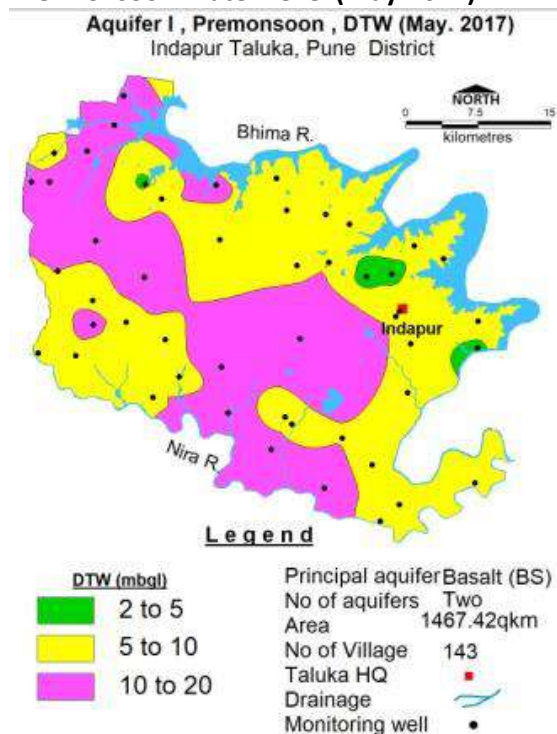 Aquifer I , Premonsoon , DTW (May. 2017)
Indapur Taluka, Pune District
NORTH
0 7.5 15
kilometres
Bhima R.
Indapur
Nira R.
Legend
DTW (mbgl)
2 to 5
5 to 10
10 to 20
Principal aquifer Basalt (BS)
No of aquifers Two
Area 1467.42qkm
No of Village 143
Taluka HQ
Drainage
Monitoring well